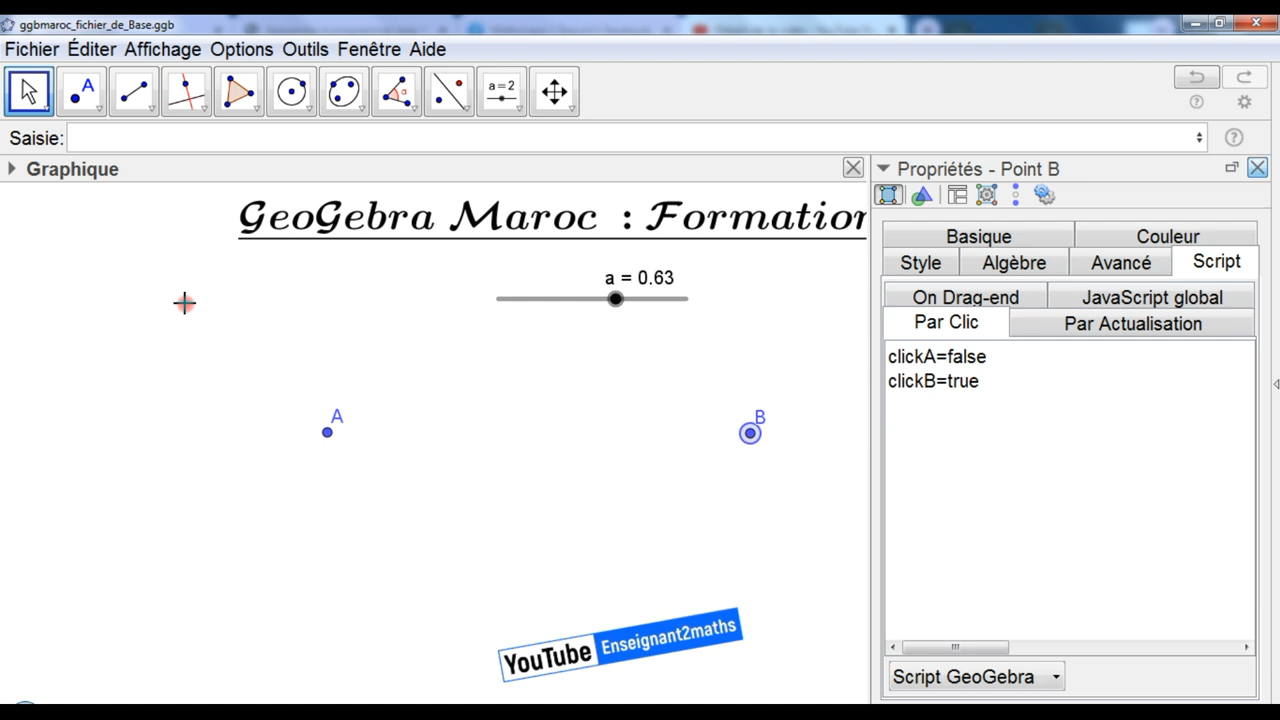 ggbmaroc_fichier_de_Base.ggb
Fichier Éditer Affichage Options Outils Fenêtre Aide
A
α
a=2
Saisie:
Graphique
Propriétés - Point B
GeoGebra Maroc : Formation
Basique Couleur
Style Algèbre Avancé Script
a = 0.63
On Drag-end JavaScript global
Par Clic Par Actualisation
clickA=false
clickB=true
A
B
YouTube Enseignant2maths
Script GeoGebra